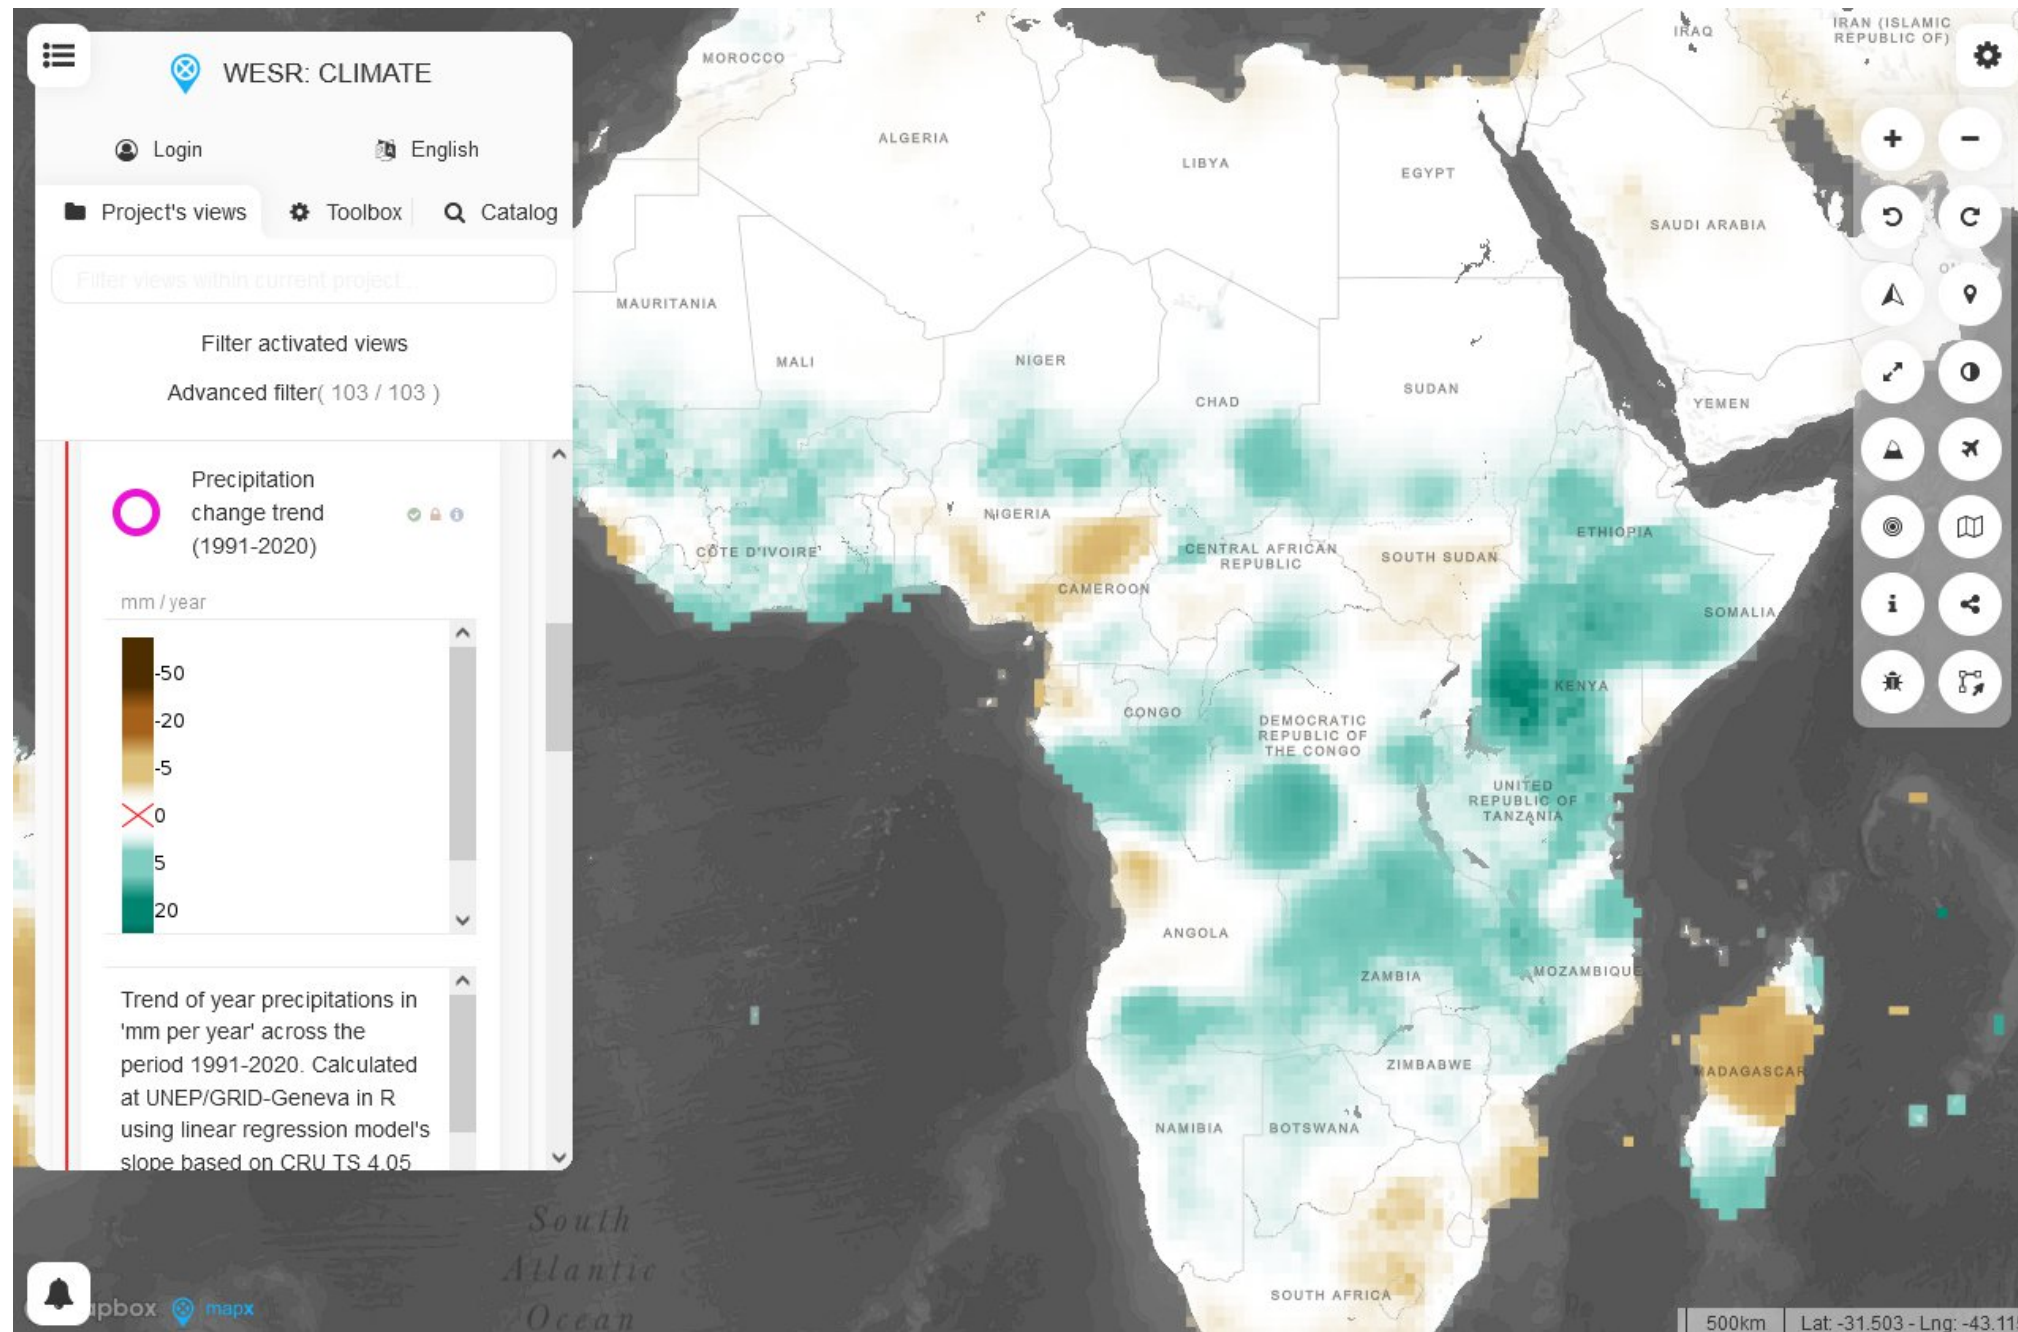 WESR: CLIMATE
Login
English
Project's views
Toolbox
Catalog
Filter views within current project...
Filter activated views
Advanced filter( 103 / 103 )
Precipitation
change trend
(1991-2020)
mm / year
-50
-20
-5
0
5
20
Trend of year precipitations in
'mm per year' across the
period 1991-2020. Calculated
at UNEP/GRID-Geneva in R
using linear regression model's
slope based on CRU TS 4.05
MOROCCO
ALGERIA
LIBYA
EGYPT
IRAQ
IRAN (ISLAMIC
REPUBLIC OF)
SAUDI ARABIA
MAURITANIA
MALI
NIGER
CHAD
SUDAN
YEMEN
NIGERIA
CÔTE D'IVOIRE
CENTRAL AFRICAN
REPUBLIC
SOUTH SUDAN
ETHIOPIA
CAMEROON
SOMALIA
KENYA
CONGO
DEMOCRATIC
REPUBLIC OF
THE CONGO
UNITED
REPUBLIC OF
TANZANIA
ANGOLA
ZAMBIA
MOZAMBIQUE
ZIMBABWE
MADAGASCAR
NAMIBIA
BOTSWANA
SOUTH AFRICA
South
Atlantic
Ocean
pbox
mapx
500km
Lat: -31.503 - Lng: -43.11